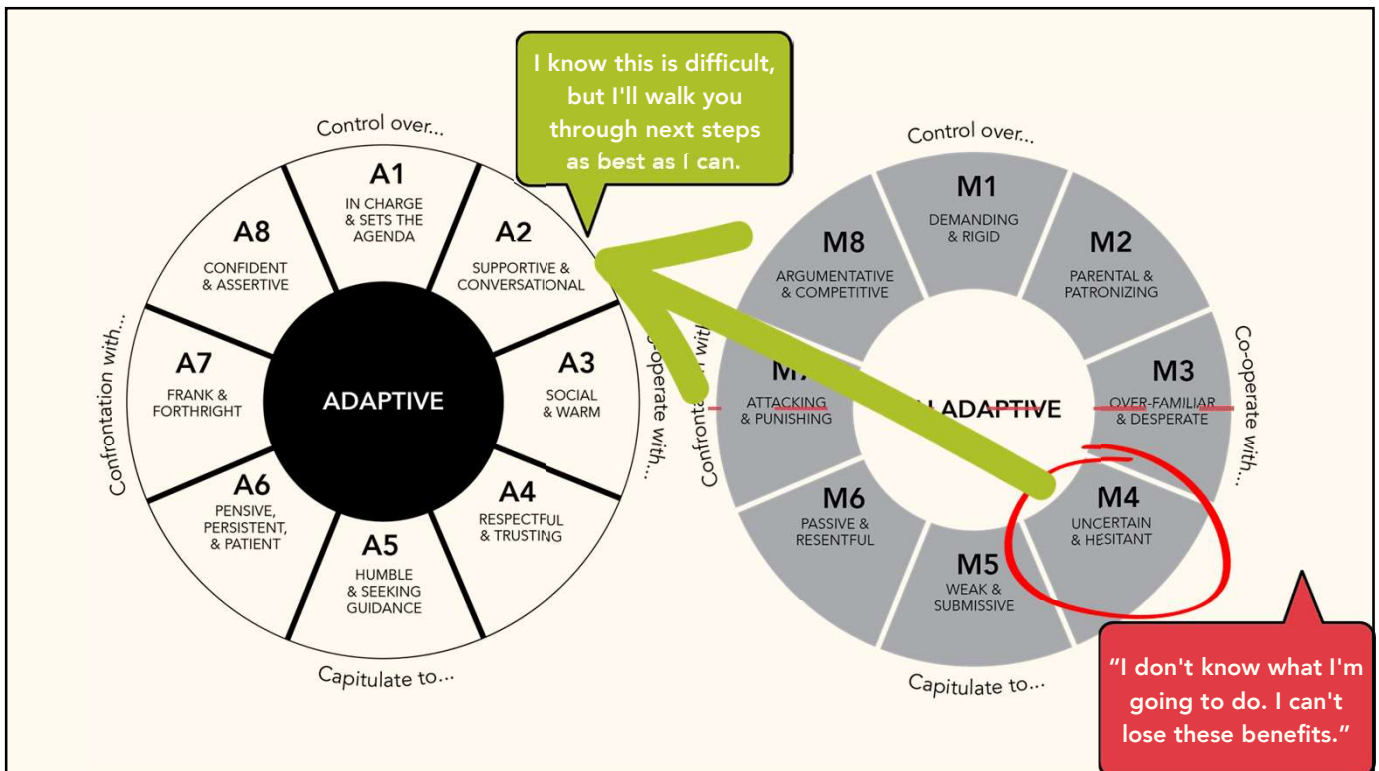 I know this is difficult,
but I'll walk you
through next steps
as best as I can.
Control over...
A1
IN CHARGE
& SETS THE
AGENDA
A2
SUPPORTIVE &
CONVERSATIONAL
A3
SOCIAL
& WARM
A4
RESPECTFUL
& TRUSTING
A5
HUMBLE
& SEEKING
GUIDANCE
A6
PENSIVE,
PERSISTENT,
& PATIENT
A7
FRANK &
FORTHRIGHT
A8
CONFIDENT
& ASSERTIVE
ADAPTIVE
Confrontation with...
Capitulate to...
Control over...
M1
DEMANDING
& RIGID
M2
PARENTAL &
PATRONIZING
M3
OVER-FAMILIAR
& DESPERATE
M4
UNCERTAIN
& HESITANT
M5
WEAK &
SUBMISSIVE
M6
PASSIVE &
RESENTFUL
ATTACKING
& PUNISHING
M8
ARGUMENTATIVE
& COMPETITIVE
Co-operate with...
Capitulate to...
"I don't know what I'm
going to do. I can't
lose these benefits."